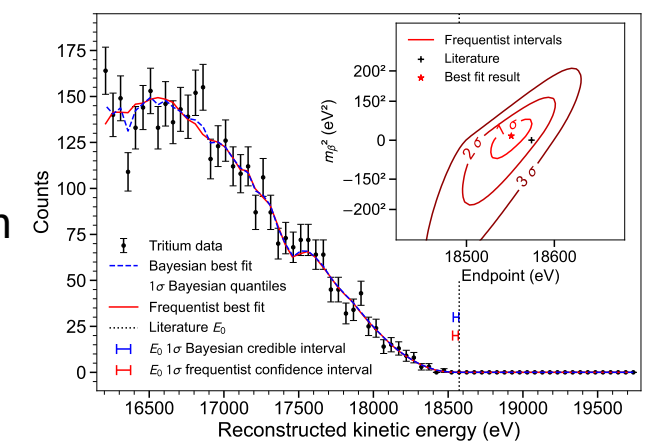 n
Counts
175
150
125
100
75
50
25
0
Tritium data
Bayesian best fit
1σ Bayesian quantiles
Frequentist best fit
Literature E₀
E₀ 1σ Bayesian credible interval
E₀ 1σ frequentist confidence interval
16500 17000 17500 18000 18500 19000 19500
Reconstructed kinetic energy (eV)
Frequentist intervals
Literature
Best fit result
mᵦ² (eV²)
200²
150²
0
−150²
−200²
1 σ
2 σ
3 σ
18500 18600
Endpoint (eV)